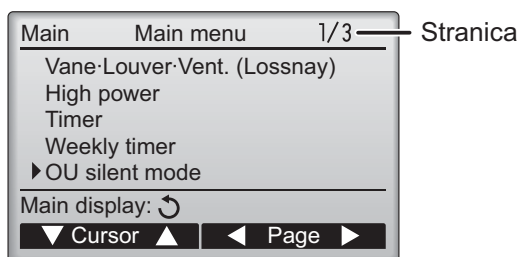 Main Main menu 1/3 Stranica
Vane·Louver·Vent. (Lossnay)
High power
Timer
Weekly timer
OU silent mode
Main display:
Cursor Page